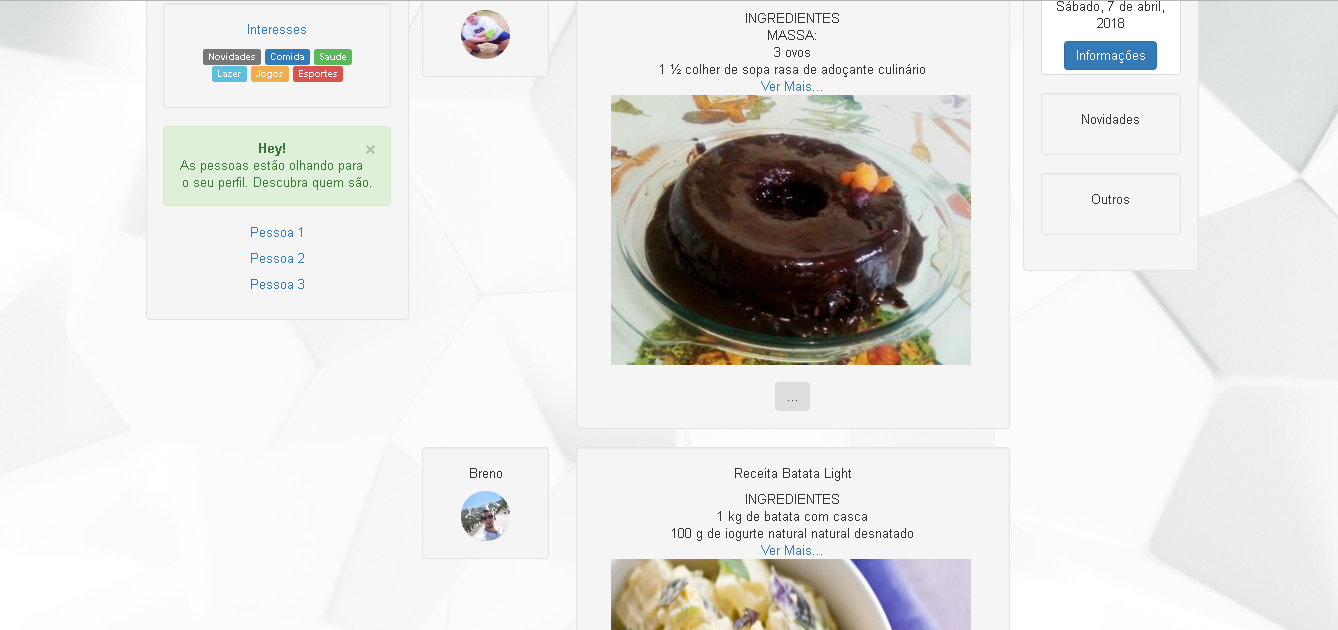 Interesses
Novidades Comida Saude
Lazer Jogos Esportes
Hey!
×
As pessoas estão olhando para
o seu perfil. Descubra quem são.
Pessoa 1
Pessoa 2
Pessoa 3
INGREDIENTES
MASSA:
3 ovos
1 ½ colher de sopa rasa de adoçante culinário
Ver Mais...
...
Breno
Receita Batata Light
INGREDIENTES
1 kg de batata com casca
100 g de iogurte natural natural desnatado
Ver Mais...
Sábado, 7 de abril,
2018
Informações
Novidades
Outros